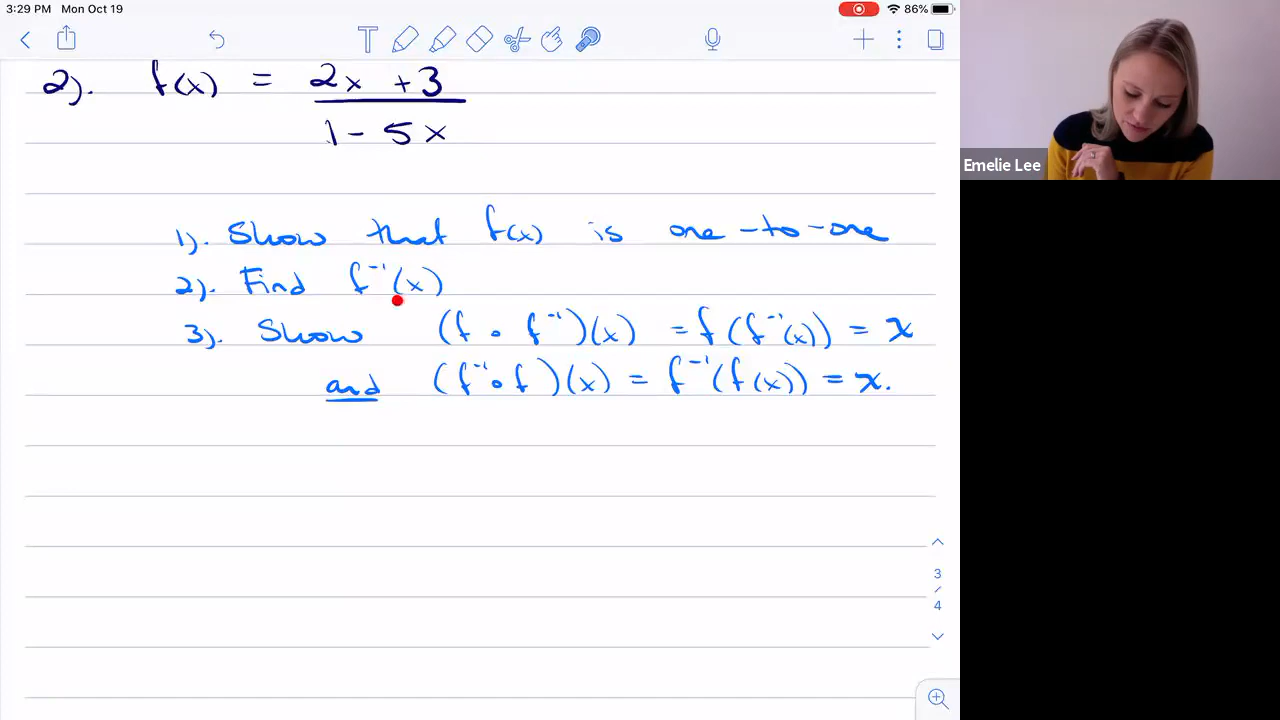 3:29 PM Mon Oct 19
86%
T
2). f(x) = 2x + 3
1 - 5x
Emelie Lee
1). Show that f(x) is one-to-one
2). Find f⁻¹(x)
3). Show (f ∘ f⁻¹)(x) = f(f⁻¹(x)) = x
and (f⁻¹∘ f)(x) = f⁻¹(f(x)) = x.
3
/
4